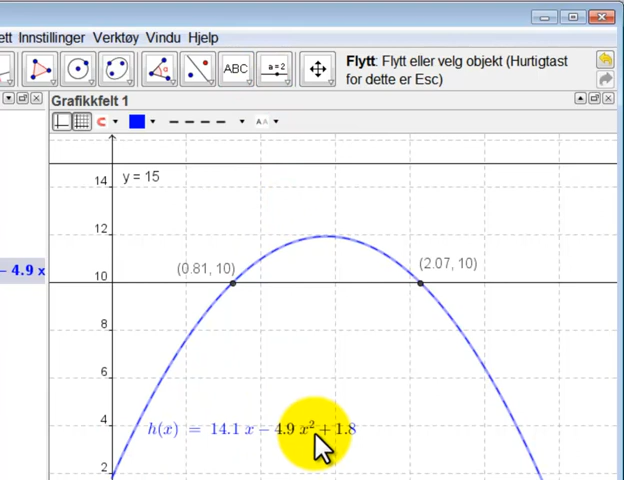 ett Innstillinger Verktøy Vindu Hjelp
ABC a=2 Flytt: Flytt eller velg objekt (Hurtigtast
for dette er Esc)
Grafikkfelt 1
AA
14 y = 15
12
(0.81, 10) (2.07, 10)
− 4.9 x
10
8
6
4 h(x) = 14.1 x − 4.9 x² + 1.8
2